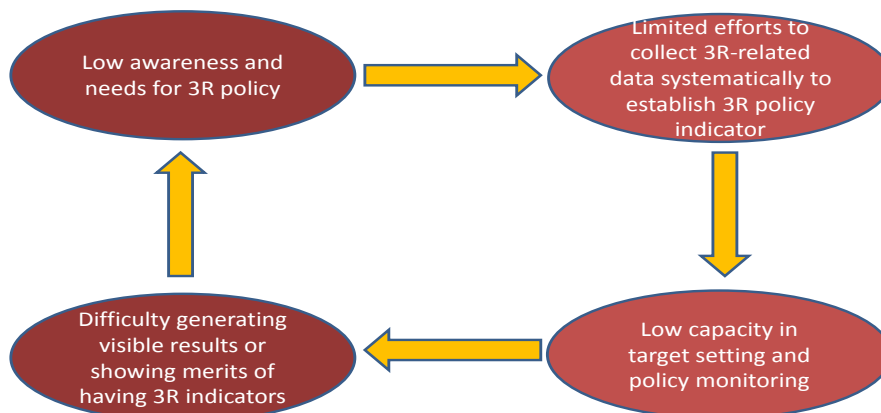 Low awareness and
needs for 3R policy
Limited efforts to
collect 3R-related
data systematically to
establish 3R policy
indicator
Low capacity in
target setting and
policy monitoring
Difficulty generating
visible results or
showing merits of
having 3R indicators